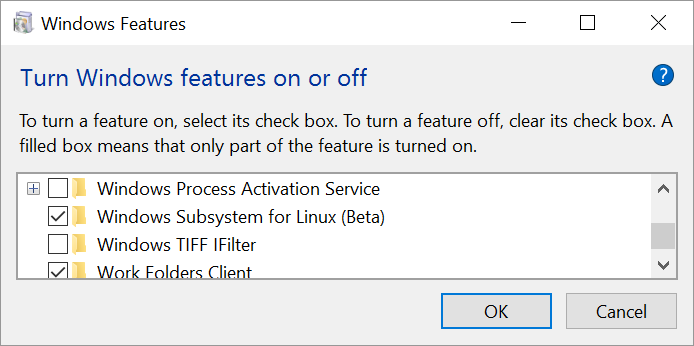 Windows Features
Turn Windows features on or off
?
To turn a feature on, select its check box. To turn a feature off, clear its check box. A
filled box means that only part of the feature is turned on.
Windows Process Activation Service
Windows Subsystem for Linux (Beta)
Windows TIFF IFilter
Work Folders Client
OK
Cancel